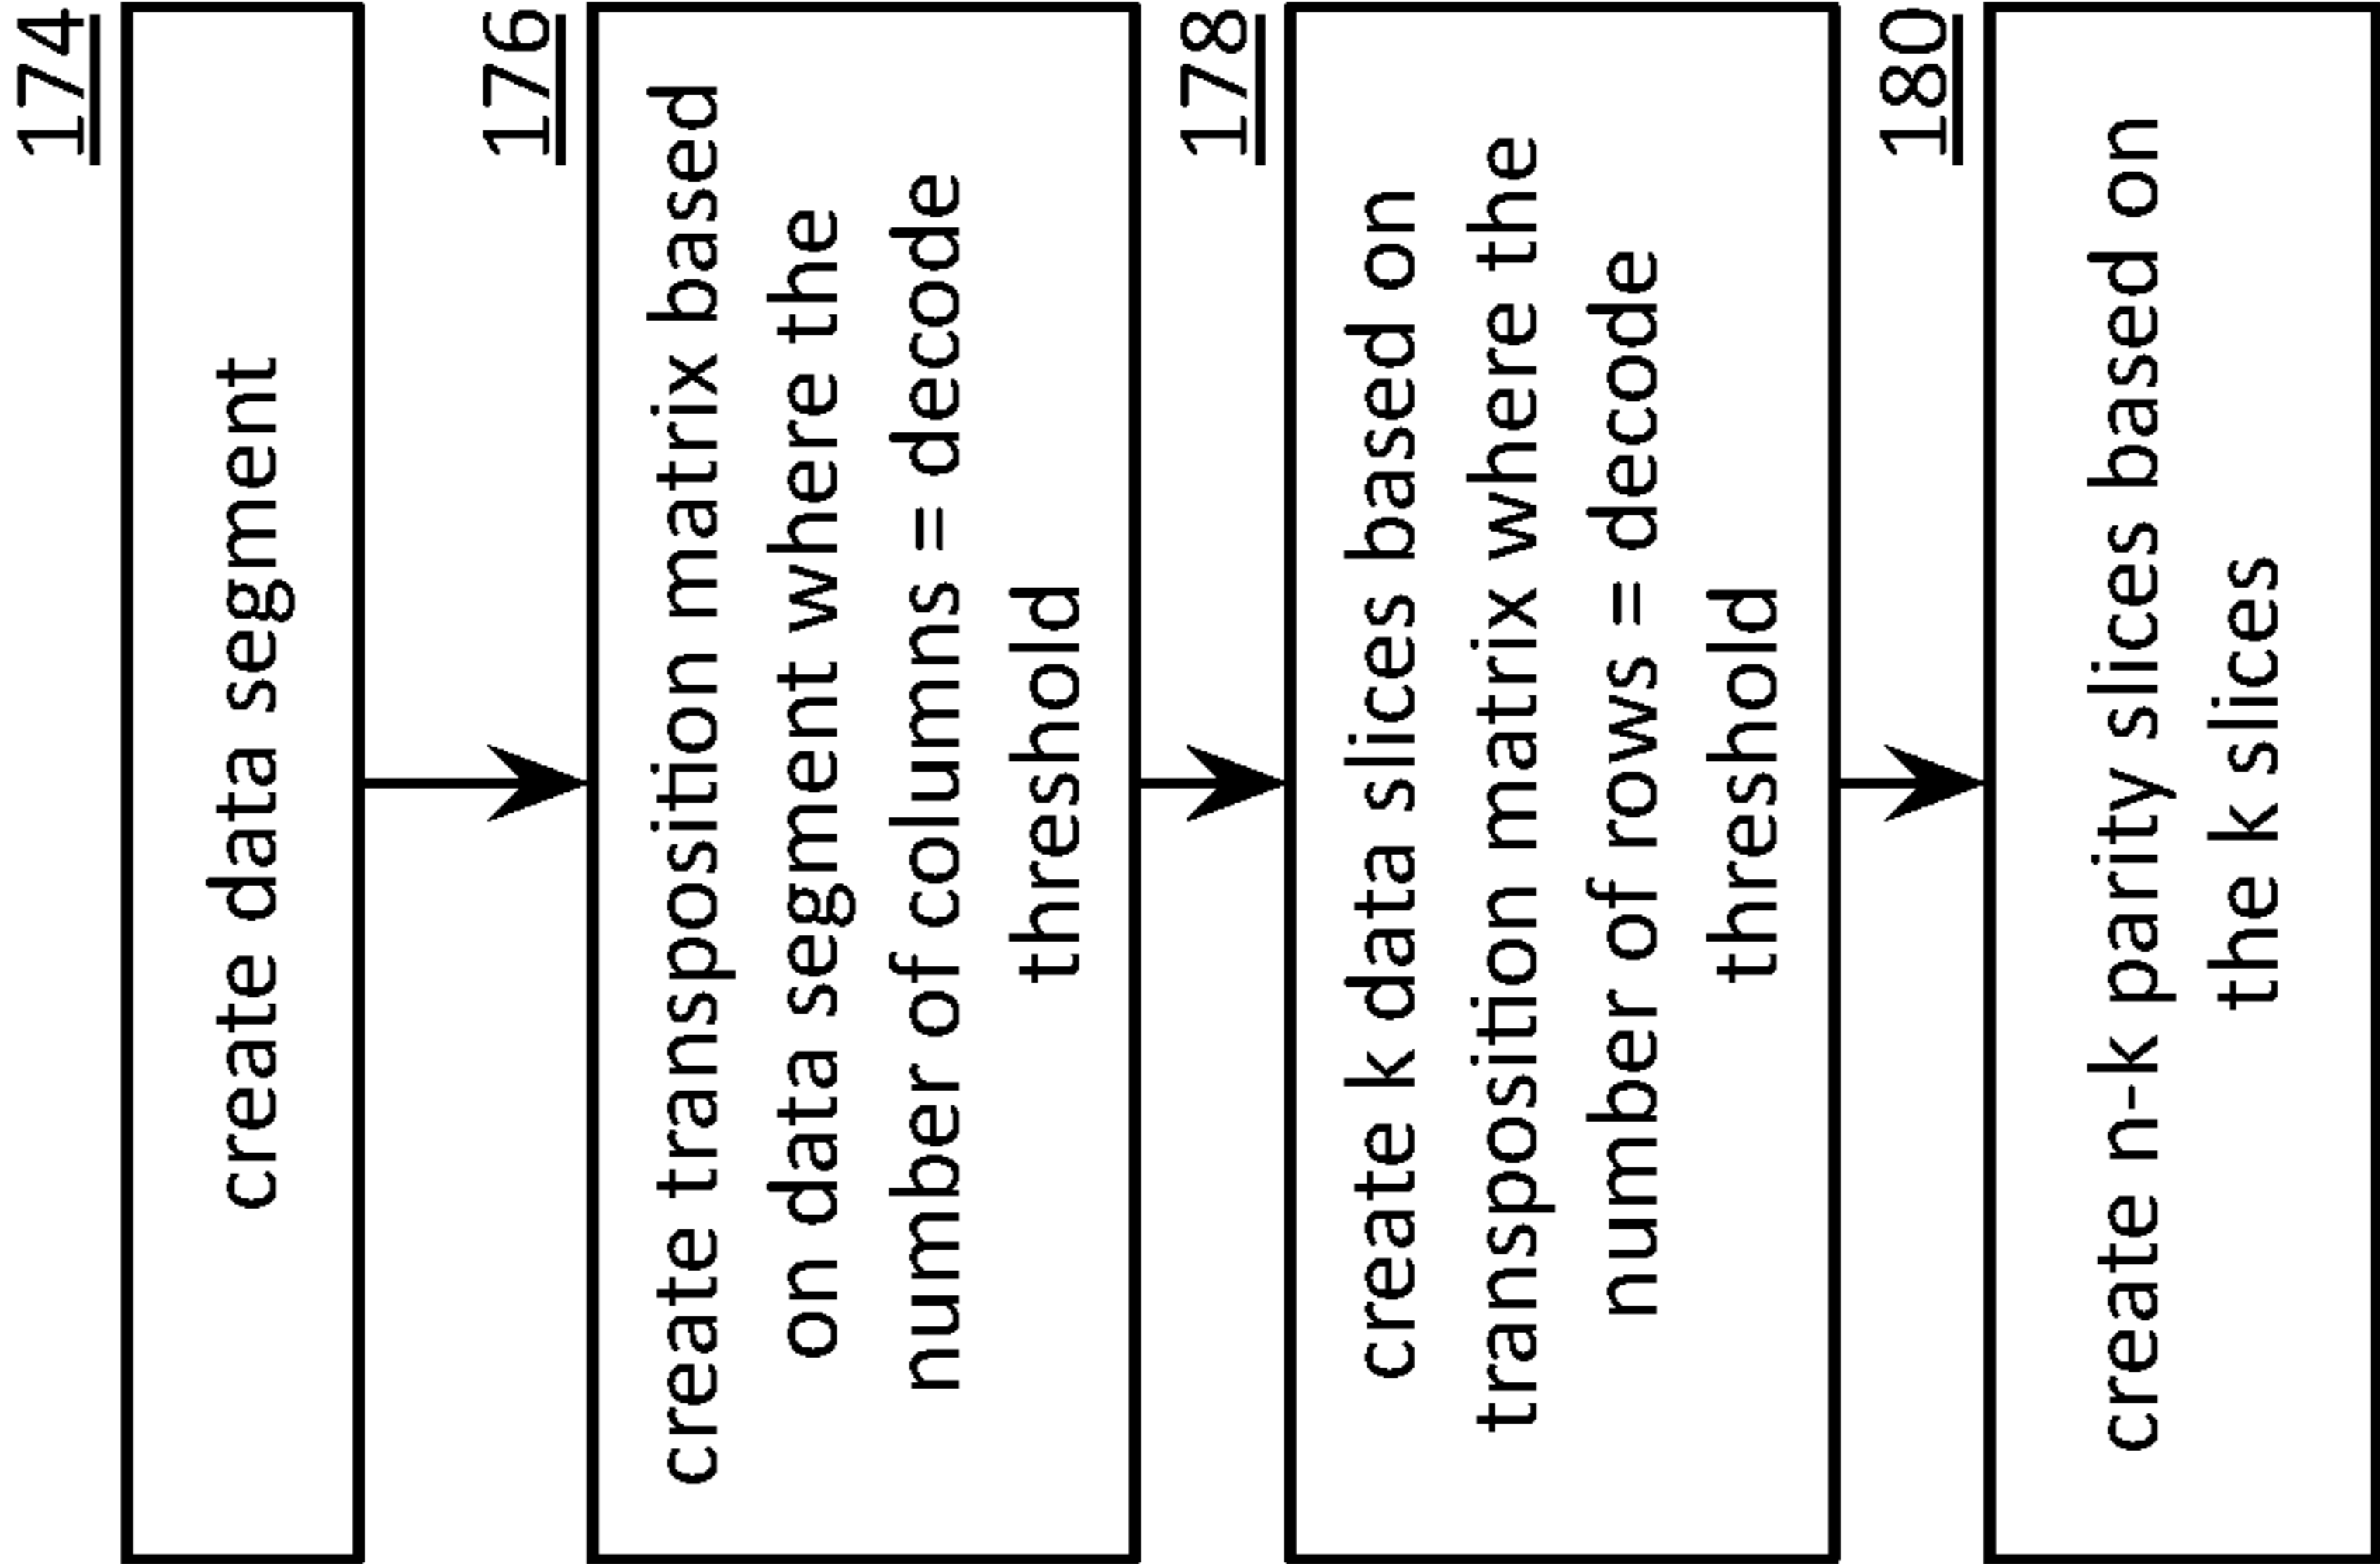 174
create data segment
176
create transposition matrix based
on data segment where the
number of columns = decode
threshold
178
create k data slices based on
transposition matrix where the
number of rows = decode
threshold
180
create n-k parity slices based on
the k slices